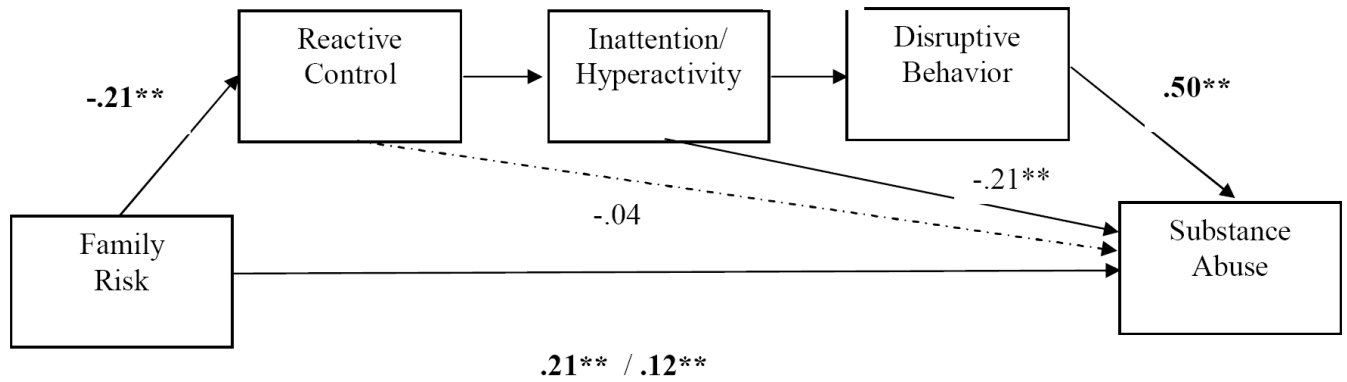 Reactive
Control
Inattention/
Hyperactivity
Disruptive
Behavior
-.21**
.50**
-.21**
-.04
Family
Risk
Substance
Abuse
.21** / .12**